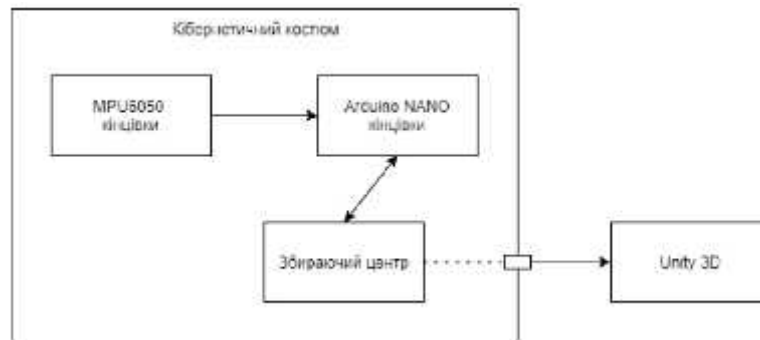 Кібернетичний костюм
MPU6050
кінцівки
Arduino NANO
кінцівки
Збираючий центр
Unity 3D